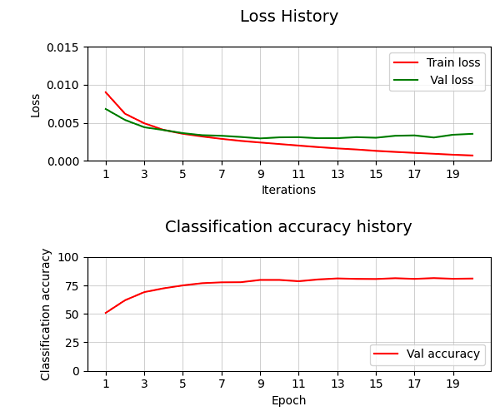 Loss History
0.015
0.010
0.005
0.000
Loss
Train loss
Val loss
1 3 5 7 9 11 13 15 17 19
Iterations
Classification accuracy history
100
75
50
25
0
Classification accuracy
Val accuracy
1 3 5 7 9 11 13 15 17 19
Epoch